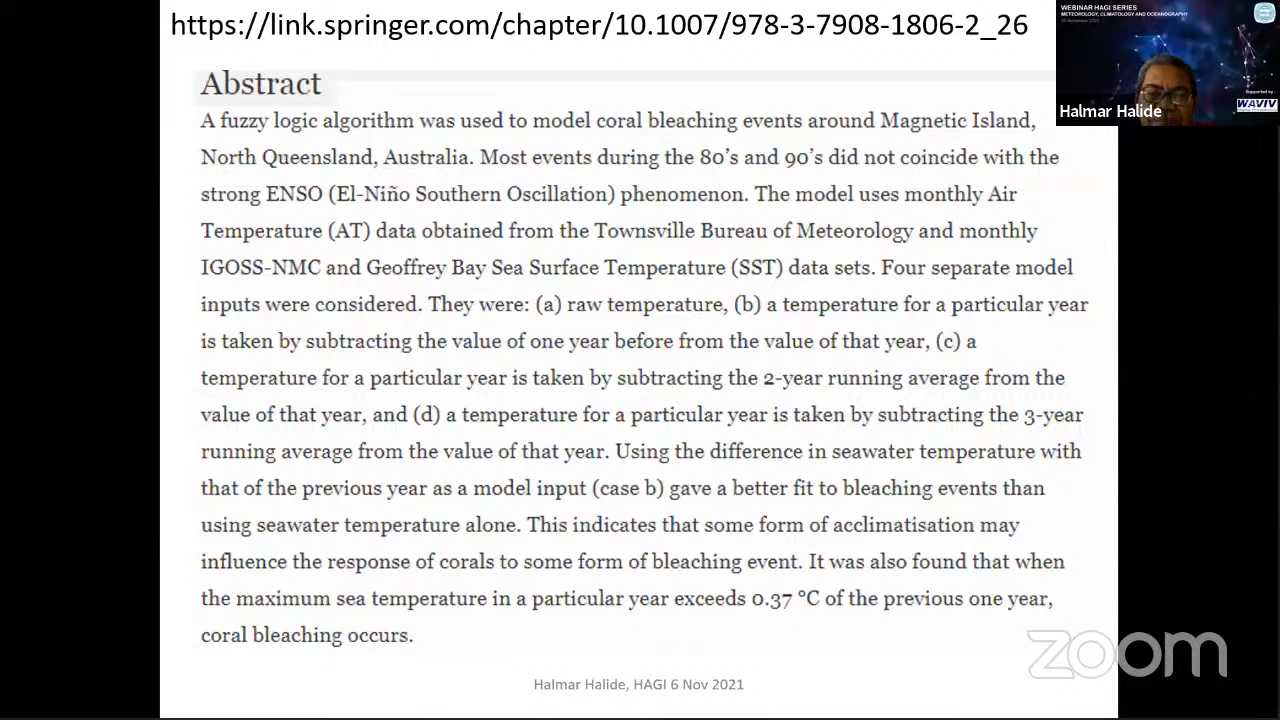 https://link.springer.com/chapter/10.1007/978-3-7908-1806-2_26
WEBINAR HAGI SERIES
METEOROLOGY, CLIMATOLOGY AND OCEANOGRAPHY
Supported by :
WAVIV
Halmar Halide
Abstract
A fuzzy logic algorithm was used to model coral bleaching events around Magnetic Island,
North Queensland, Australia. Most events during the 80’s and 90’s did not coincide with the
strong ENSO (El-Niño Southern Oscillation) phenomenon. The model uses monthly Air
Temperature (AT) data obtained from the Townsville Bureau of Meteorology and monthly
IGOSS-NMC and Geoffrey Bay Sea Surface Temperature (SST) data sets. Four separate model
inputs were considered. They were: (a) raw temperature, (b) a temperature for a particular year
is taken by subtracting the value of one year before from the value of that year, (c) a
temperature for a particular year is taken by subtracting the 2-year running average from the
value of that year, and (d) a temperature for a particular year is taken by subtracting the 3-year
running average from the value of that year. Using the difference in seawater temperature with
that of the previous year as a model input (case b) gave a better fit to bleaching events than
using seawater temperature alone. This indicates that some form of acclimatisation may
influence the response of corals to some form of bleaching event. It was also found that when
the maximum sea temperature in a particular year exceeds 0.37 °C of the previous one year,
coral bleaching occurs.
zoom
Halmar Halide, HAGI 6 Nov 2021